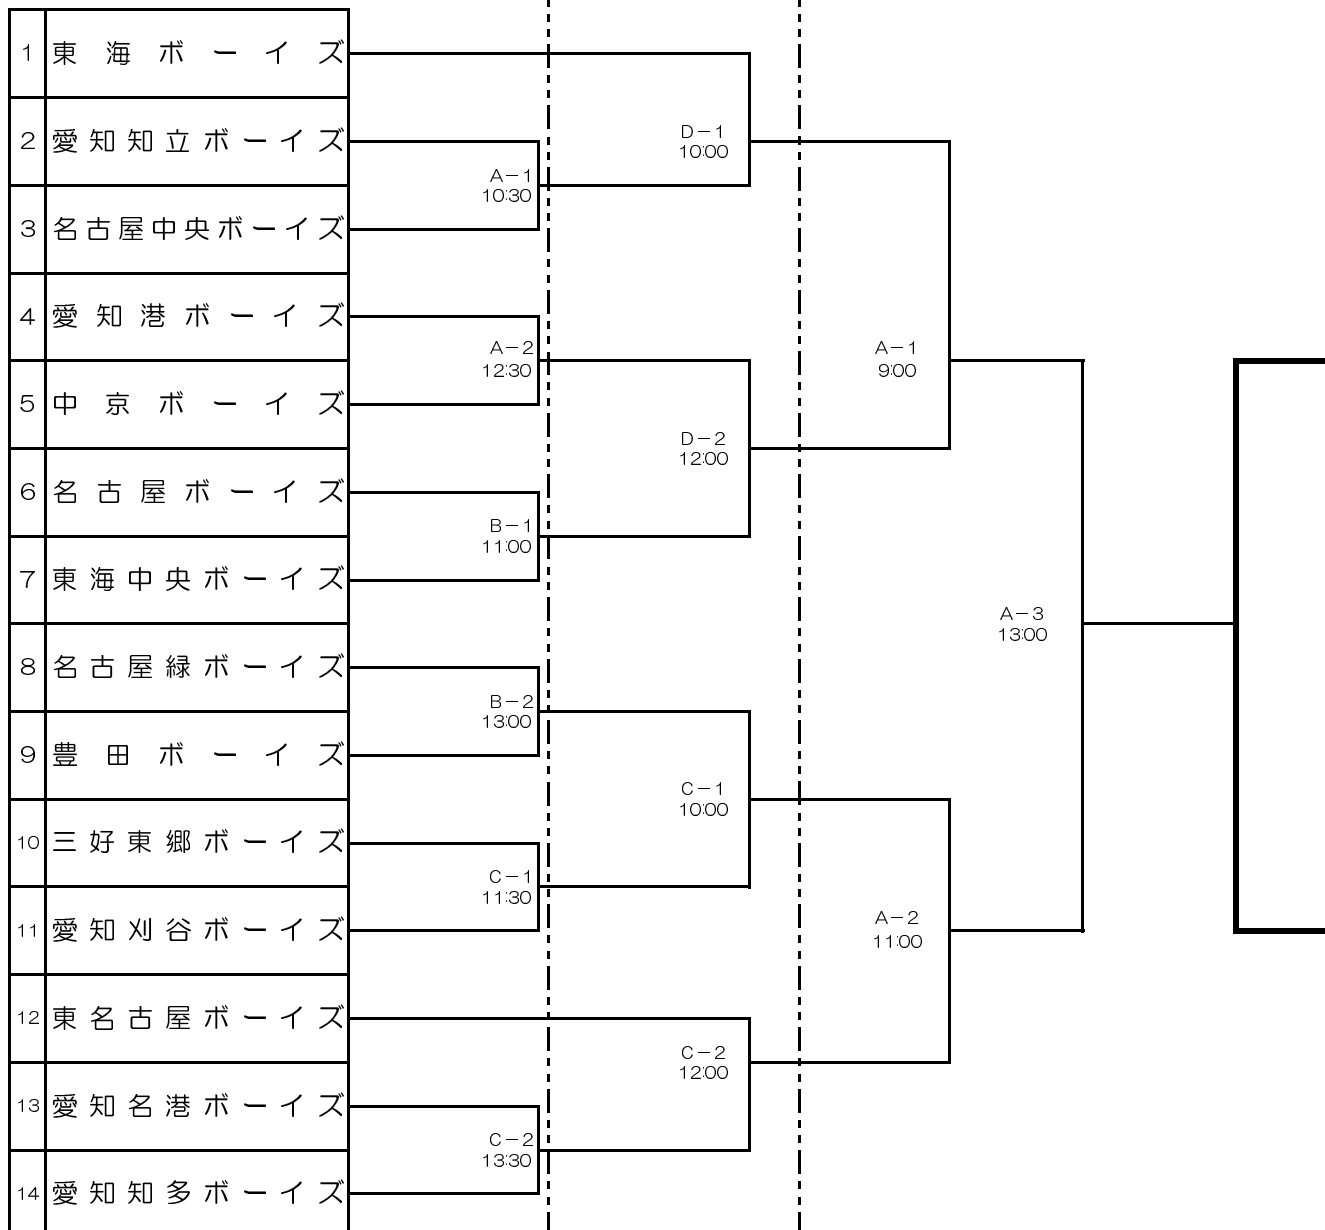 1 東海ボーイズ
2 愛知知立ボーイズ
3 名古屋中央ボーイズ
4 愛知港ボーイズ
5 中京ボーイズ
6 名古屋ボーイズ
7 東海中央ボーイズ
8 名古屋緑ボーイズ
9 豊田ボーイズ
10 三好東郷ボーイズ
11 愛知刈谷ボーイズ
12 東名古屋ボーイズ
13 愛知名港ボーイズ
14 愛知知多ボーイズ
A-1
10:30
A-2
12:30
B-1
11:00
B-2
13:00
C-1
11:30
C-2
13:30
D-1
10:00
D-2
12:00
C-1
10:00
C-2
12:00
A-1
9:00
A-2
11:00
A-3
13:00